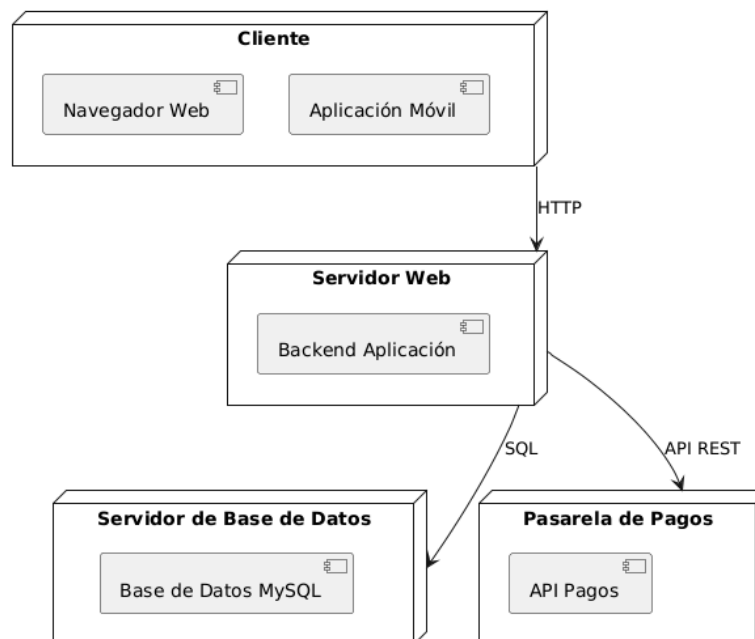 Cliente
Navegador Web
Aplicación Móvil
HTTP
Servidor Web
Backend Aplicación
SQL
API REST
Servidor de Base de Datos
Base de Datos MySQL
Pasarela de Pagos
API Pagos